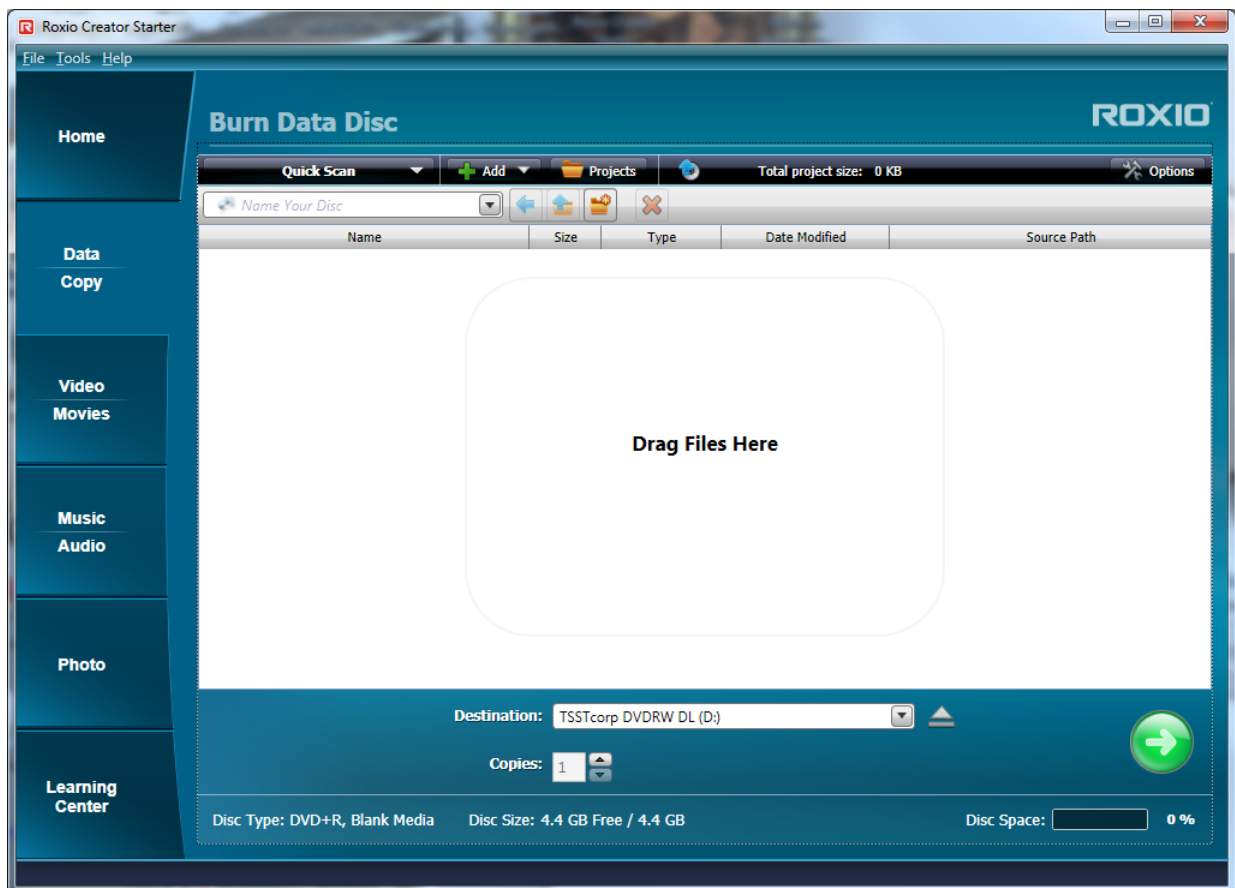 Roxio Creator Starter
File Tools Help
Home
Data
Copy
Video
Movies
Music
Audio
Photo
Learning
Center
Burn Data Disc
ROXIO
Quick Scan Add Projects Total project size: 0 KB Options
Name Your Disc
Name Size Type Date Modified Source Path
Drag Files Here
Destination: TSSTcorp DVDRW DL (D:)
Copies: 1
Disc Type: DVD+R, Blank Media Disc Size: 4.4 GB Free / 4.4 GB Disc Space: 0 %